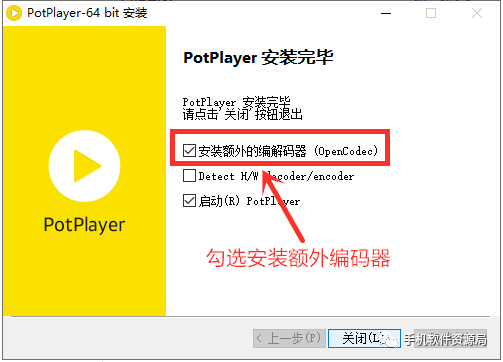 PotPlayer-64 bit 安装
PotPlayer 安装完毕
PotPlayer 安装完毕
请点击 关闭 按钮退出
安装额外的编解码器 (OpenCodec)
Detect H/W decoder/encoder
启动(R) PotPlayer
PotPlayer
勾选安装额外编码器
< 上一步(P)
关闭(L)
手机软件资源局